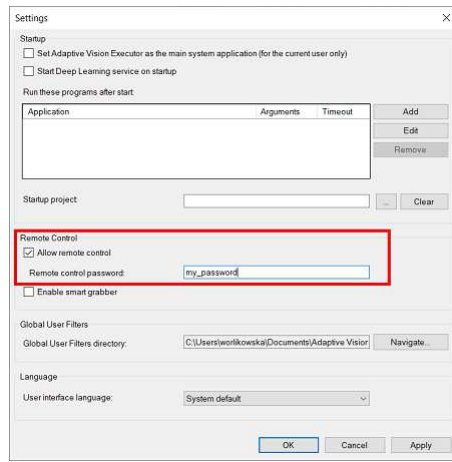 Settings
Startup
Set Adaptive Vision Executor as the main system application (for the current user only)
Start Deep Learning service on startup
Run these programs after start:
Application Arguments Timeout Add
Edit
Remove
Startup project: ... Clear
Remote Control
Allow remote control
Remote control password: my_password
Enable smart grabber
Global User Filters
Global User Filters directory: C:\Users\worlikowska\Documents\Adaptive Vision Navigate...
Language
User interface language: System default
OK Cancel Apply